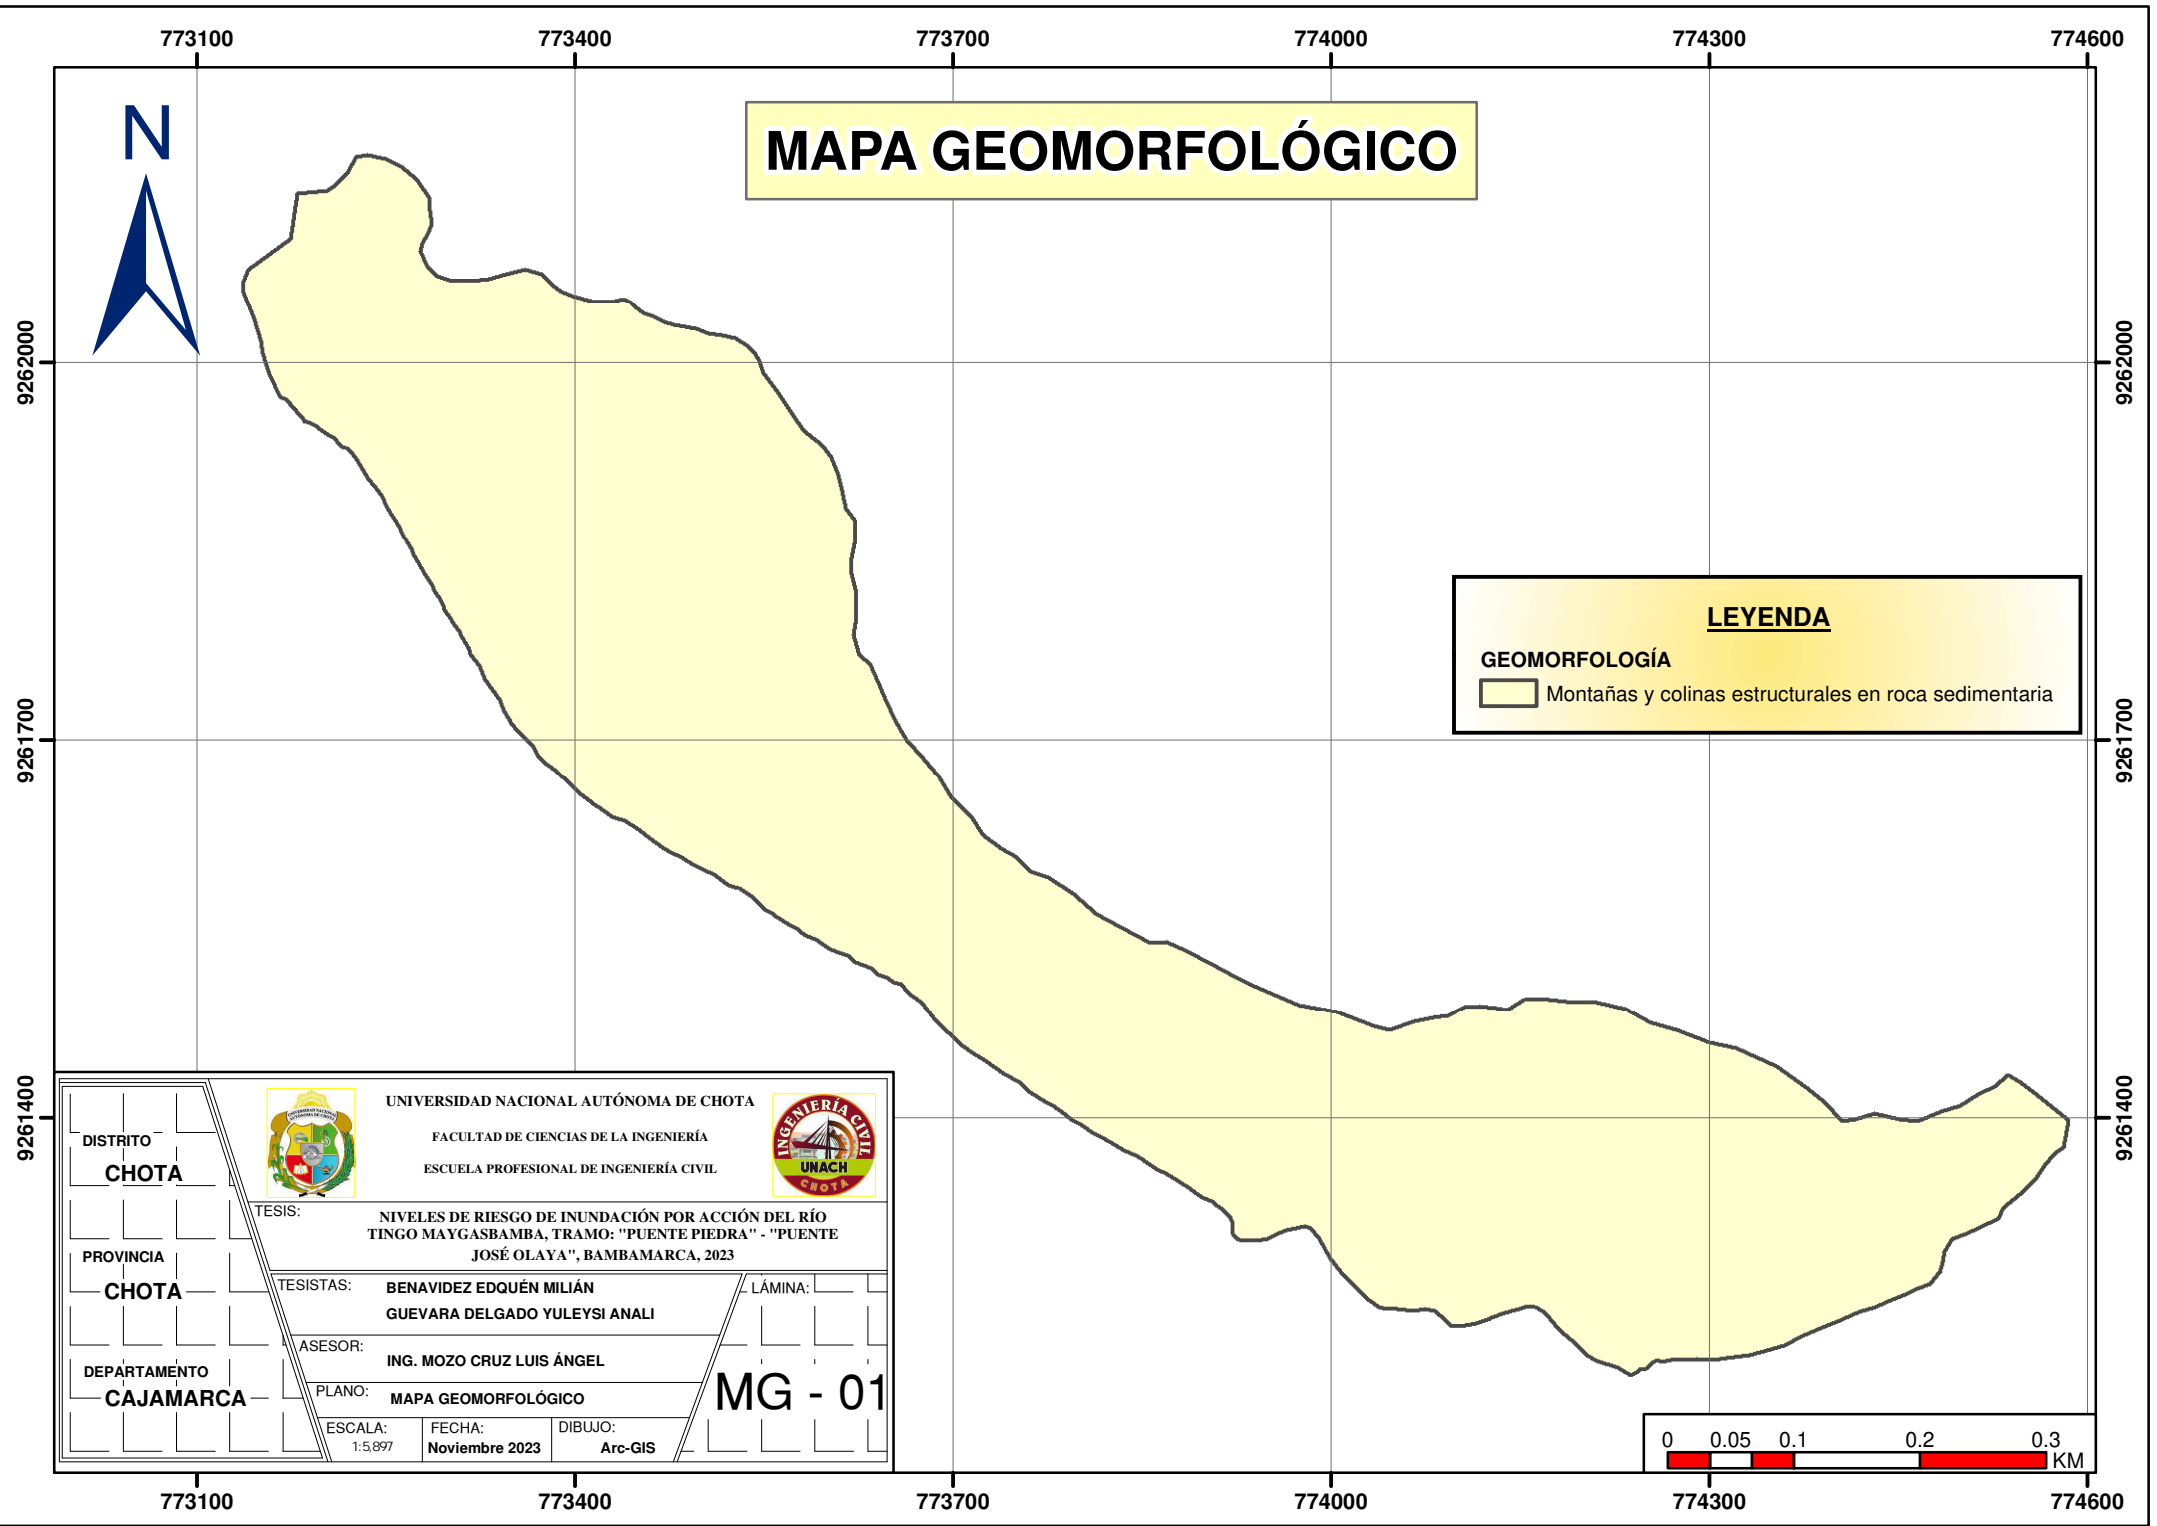 773100 773400 773700 774000 774300 774600
N
MAPA GEOMORFOLÓGICO
9262000 9262000
LEYENDA
GEOMORFOLOGÍA
Montañas y colinas estructurales en roca sedimentaria
9261700 9261700
9261400 9261400
DISTRITO
CHOTA
PROVINCIA
CHOTA
DEPARTAMENTO
CAJAMARCA
UNIVERSIDAD NACIONAL AUTÓNOMA DE CHOTA
FACULTAD DE CIENCIAS DE LA INGENIERÍA
ESCUELA PROFESIONAL DE INGENIERÍA CIVIL
UNIVERSIDAD NACIONAL
AUTÓNOMA DE CHOTA
INGENIERÍA CIVIL
UNACH
CHOTA
TESIS:
NIVELES DE RIESGO DE INUNDACIÓN POR ACCIÓN DEL RÍO
TINGO MAYGASBAMBA, TRAMO: "PUENTE PIEDRA" - "PUENTE
JOSÉ OLAYA", BAMBAMARCA, 2023
TESISTAS:
BENAVIDEZ EDQUÉN MILIÁN
GUEVARA DELGADO YULEYSI ANALI
LÁMINA:
MG - 01
ASESOR:
ING. MOZO CRUZ LUIS ÁNGEL
PLANO:
MAPA GEOMORFOLÓGICO
ESCALA:
1:5,897
FECHA:
Noviembre 2023
DIBUJO:
Arc-GIS
0 0.05 0.1 0.2 0.3
KM
773100 773400 773700 774000 774300 774600